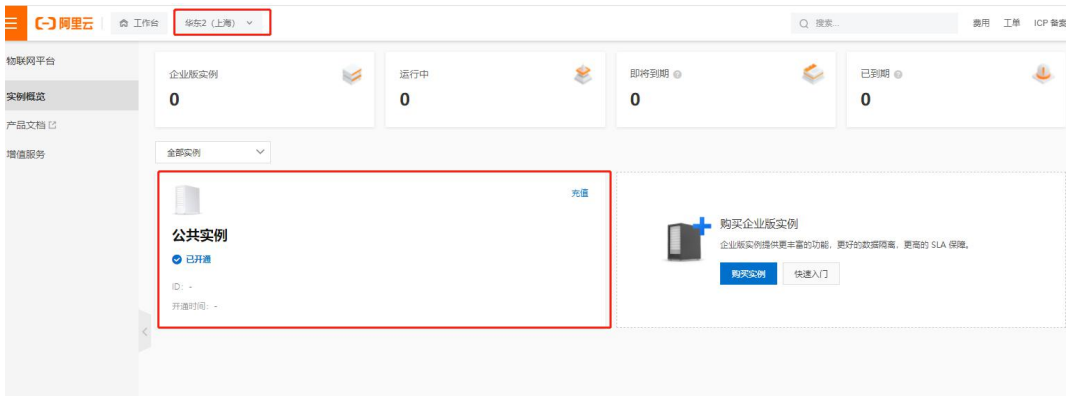 阿里云 工作台 华东2（上海） 搜索... 费用 工单 ICP 备案
物联网平台
实例概览
产品文档
增值服务
企业版实例
0
运行中
0
即将到期
0
已到期
0
全部实例
公共实例
充值
已开通
ID: -
开通时间: -
购买企业版实例
企业版实例提供更丰富的功能，更好的数据隔离，更高的 SLA 保障。
购买实例 快速入门